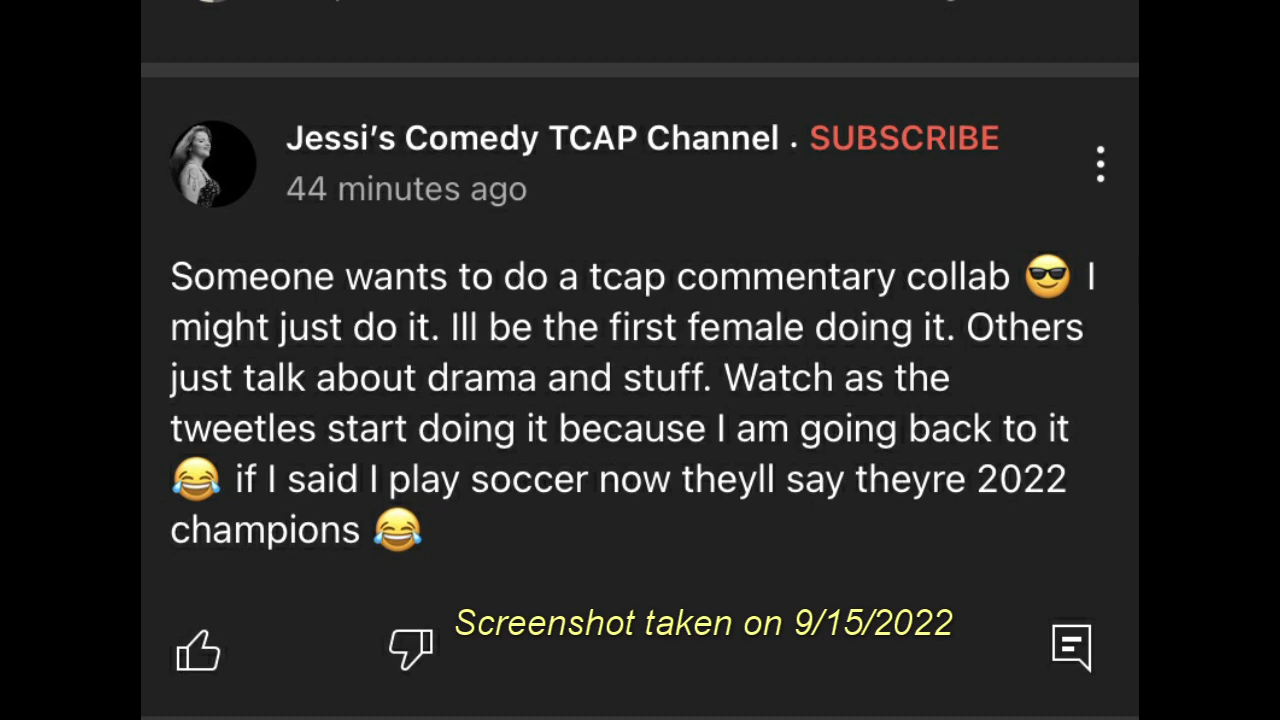 Jessi's Comedy TCAP Channel · SUBSCRIBE
44 minutes ago
Someone wants to do a tcap commentary collab 😎 I
might just do it. Ill be the first female doing it. Others
just talk about drama and stuff. Watch as the
tweetles start doing it because I am going back to it
😂 if I said I play soccer now theyll say theyre 2022
champions 😂
Screenshot taken on 9/15/2022